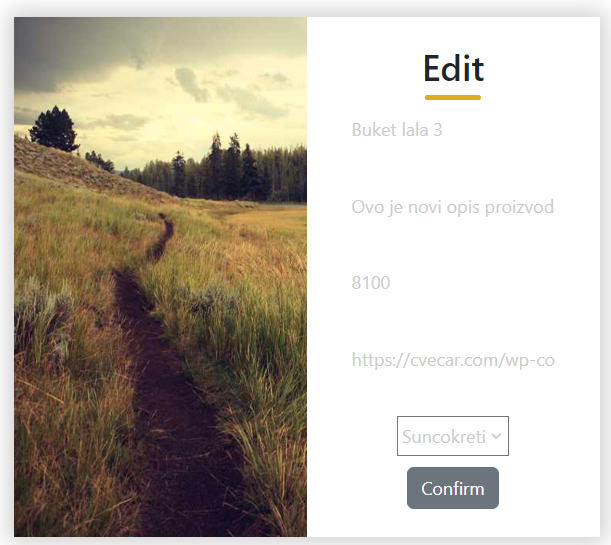 Edit
Buket lala 3
Ovo je novi opis proizvod
8100
https://cvecar.com/wp-co
Suncokreti
Confirm